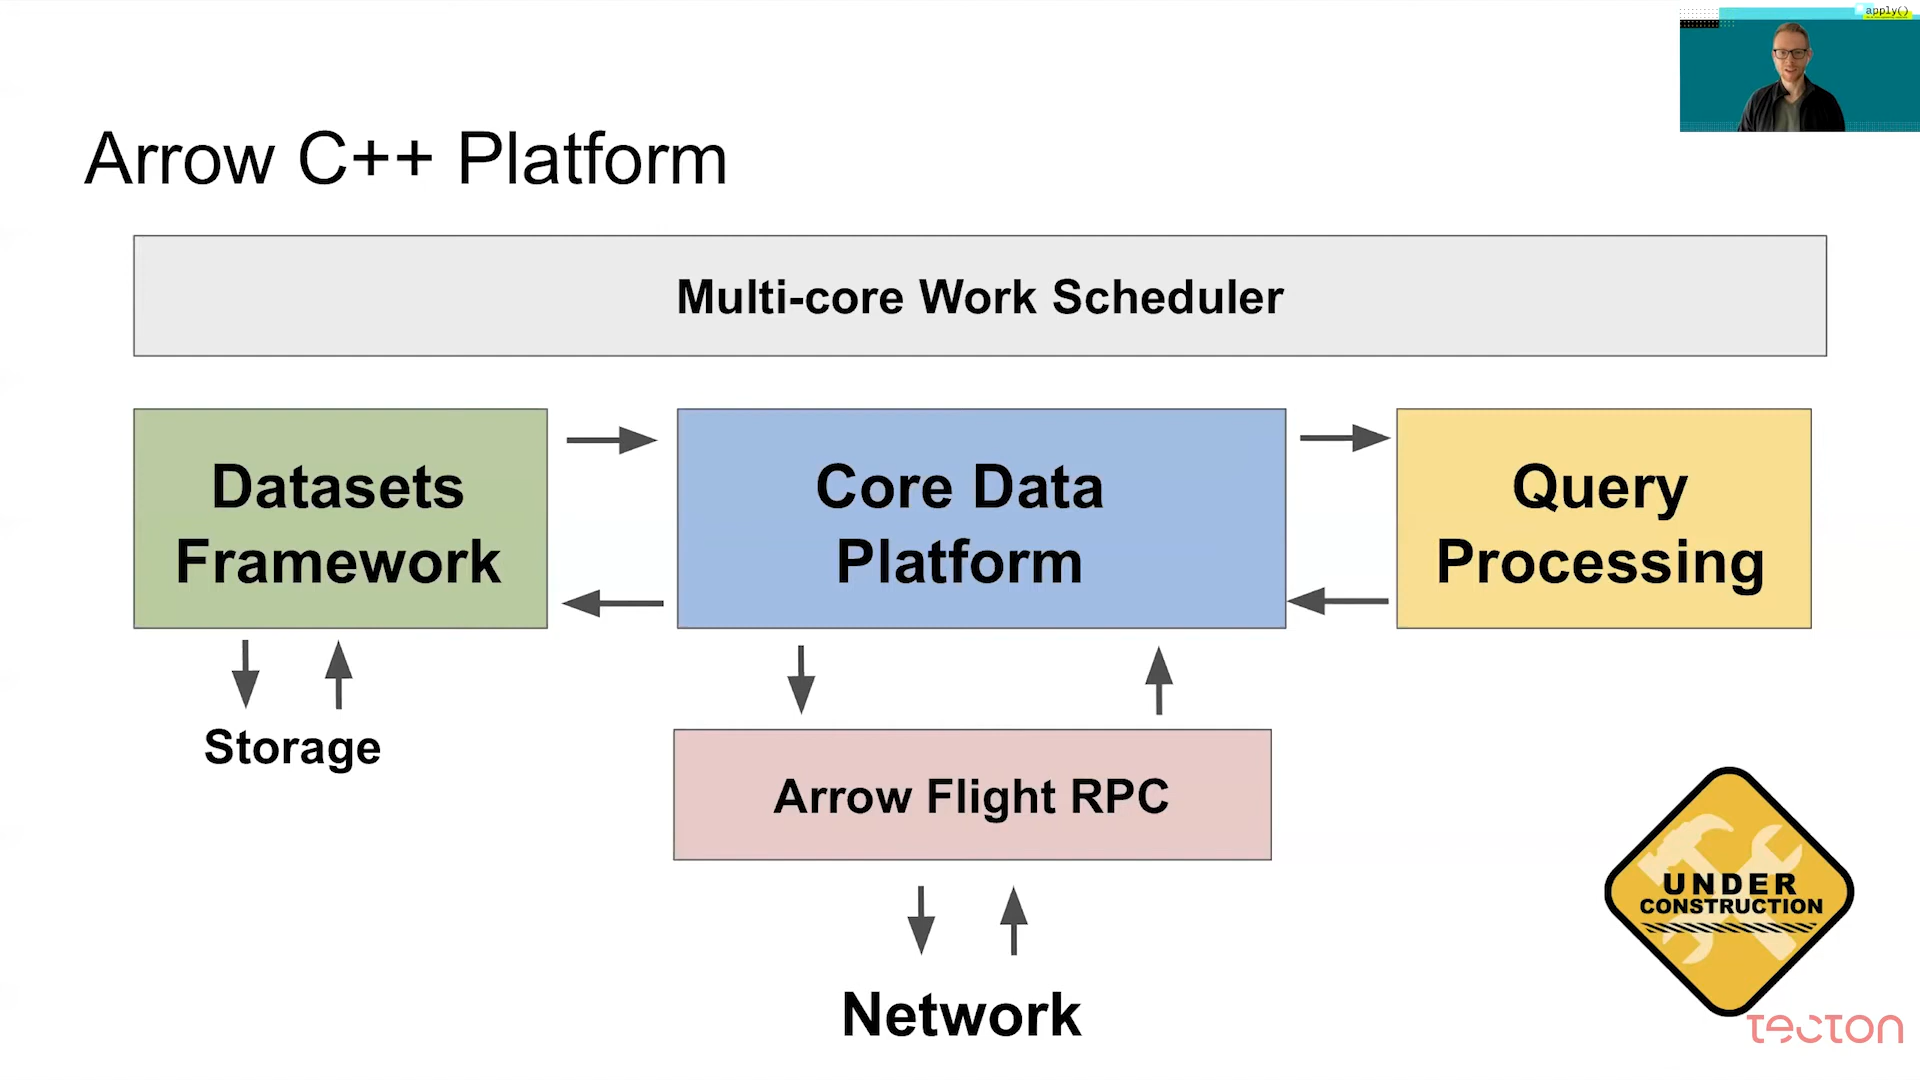 apply()
Arrow C++ Platform
Multi-core Work Scheduler
Datasets
Framework
Core Data
Platform
Query
Processing
Storage
Arrow Flight RPC
UNDER
CONSTRUCTION
Network
tecton